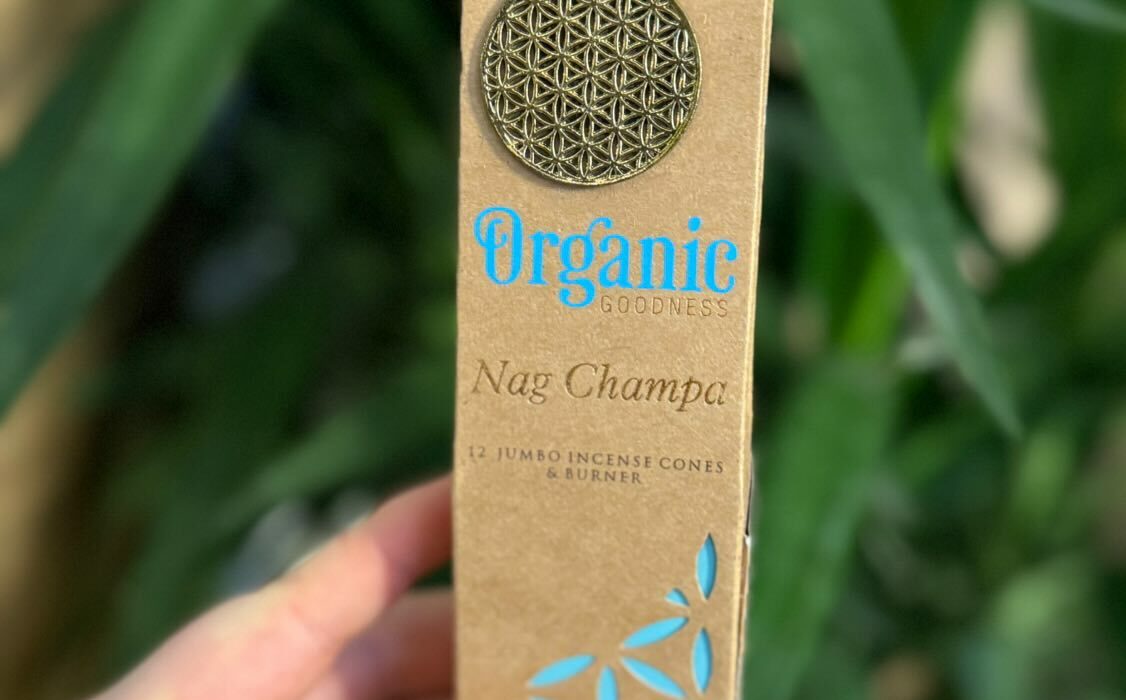 Organic
GOODNESS
Nag Champa
12 JUMBO INCENSE CONES
& BURNER